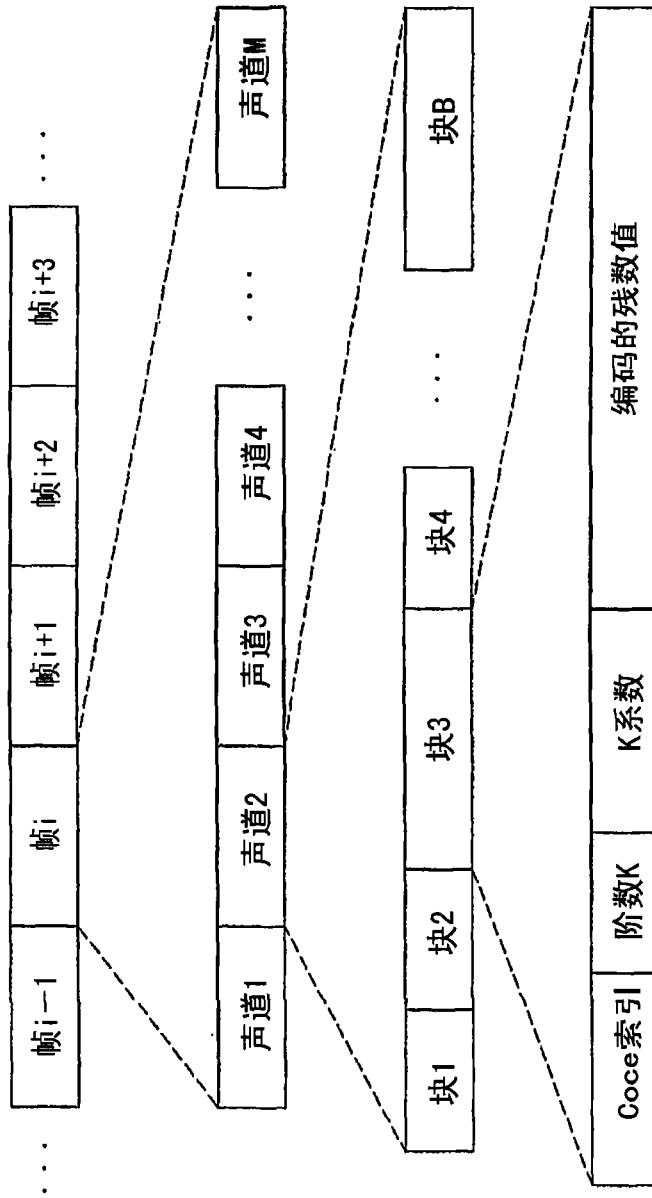 ... 帧i-1 帧i 帧i+1 帧i+2 帧i+3 ...
声道1 声道2 声道3 声道4 ... 声道M
块1 块2 块3 块4 ... 块B
Coce索引 阶数K K系数 编码的残数值